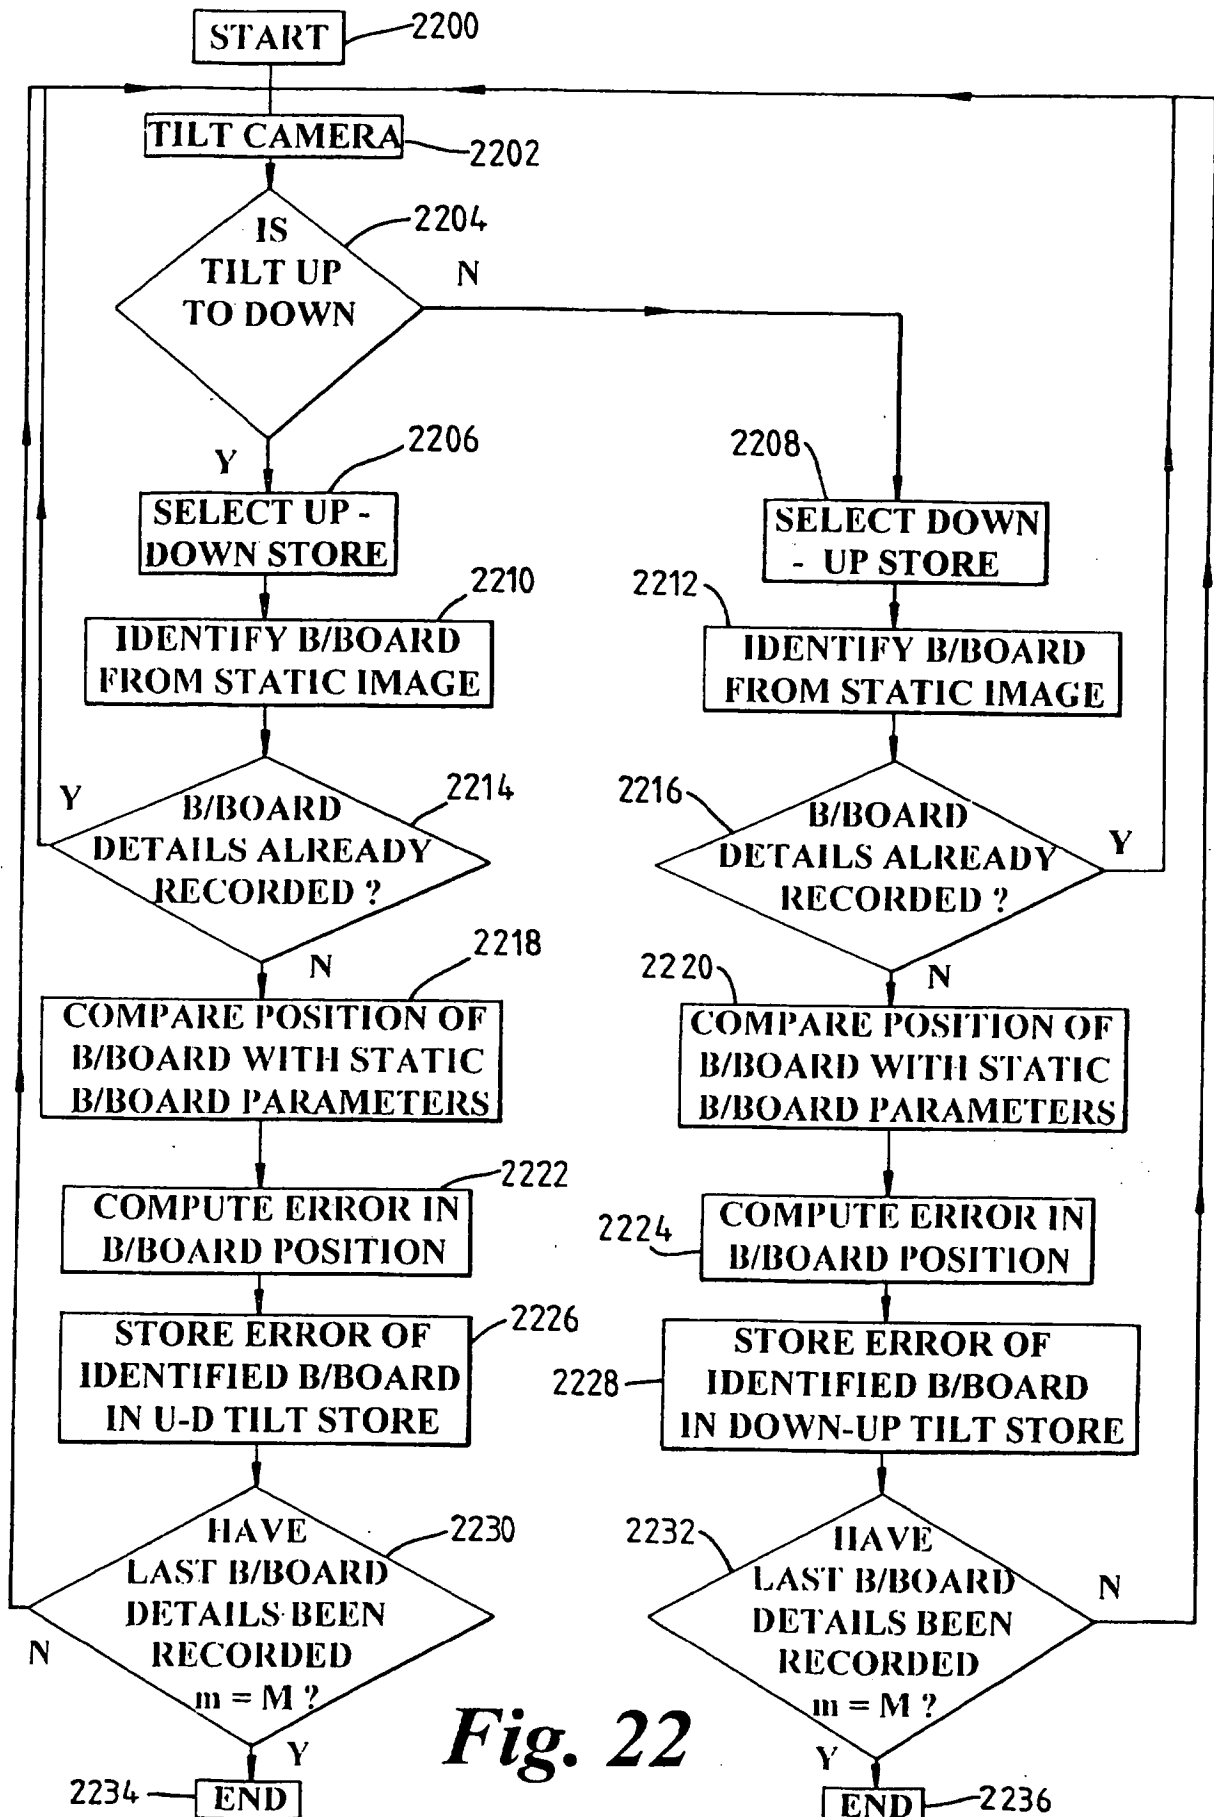 START
2200
TILT CAMERA
2202
IS
TILT UP
TO DOWN
2204
N
Y
2206
SELECT UP -
DOWN STORE
2208
SELECT DOWN
- UP STORE
2210
IDENTIFY B/BOARD
FROM STATIC IMAGE
2212
IDENTIFY B/BOARD
FROM STATIC IMAGE
Y
2214
B/BOARD
DETAILS ALREADY
RECORDED ?
N
2216
B/BOARD
DETAILS ALREADY
RECORDED ?
Y
N
2218
COMPARE POSITION OF
B/BOARD WITH STATIC
B/BOARD PARAMETERS
2220
COMPARE POSITION OF
B/BOARD WITH STATIC
B/BOARD PARAMETERS
2222
COMPUTE ERROR IN
B/BOARD POSITION
2224
COMPUTE ERROR IN
B/BOARD POSITION
2226
STORE ERROR OF
IDENTIFIED B/BOARD
IN U-D TILT STORE
2228
STORE ERROR OF
IDENTIFIED B/BOARD
IN DOWN-UP TILT STORE
2230
HAVE
LAST B/BOARD
DETAILS BEEN
RECORDED
m = M ?
N
Y
2232
HAVE
LAST B/BOARD
DETAILS BEEN
RECORDED
m = M ?
N
Y
Fig. 22
2234
END
END
2236